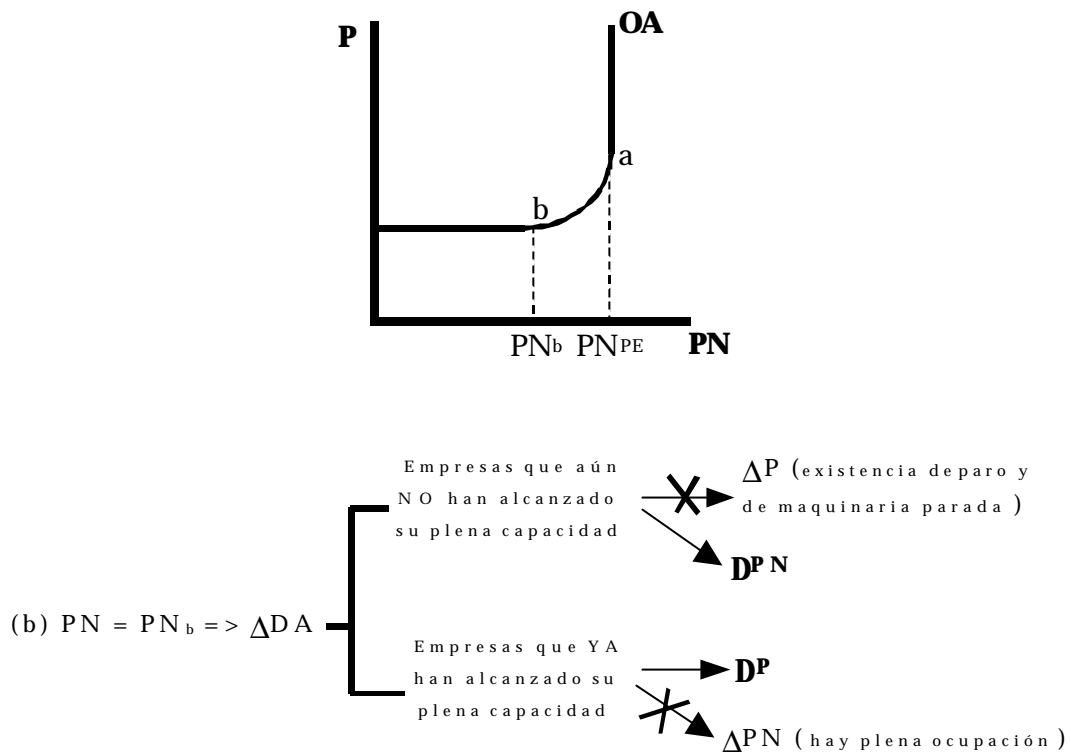 P
OA
a
b
PNb PNPE PN
Empresas que aún
NO han alcanzado
su plena capacidad
ΔP (existencia de paro y
de maquinaria parada )
DPN
(b) PN = PNb => ΔDA
Empresas que YA
han alcanzado su
plena capacidad
DP
ΔPN ( hay plena ocupación )